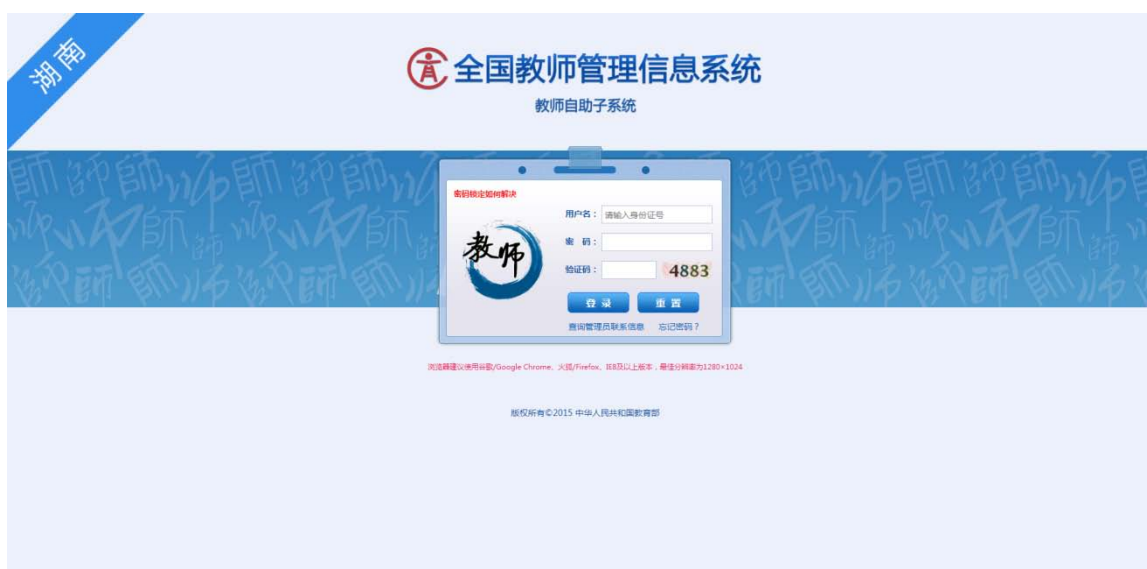 湖南
全国教师管理信息系统
教师自助子系统
密码锁定如何解决
教师
用户名： 请输入身份证号
密 码：
验证码： 4883
登 录 重 置
查询管理员联系信息 忘记密码？
浏览器建议使用谷歌/Google Chrome、火狐/Firefox、IE8及以上版本，最佳分辨率为1280*1024
版权所有©2015 中华人民共和国教育部